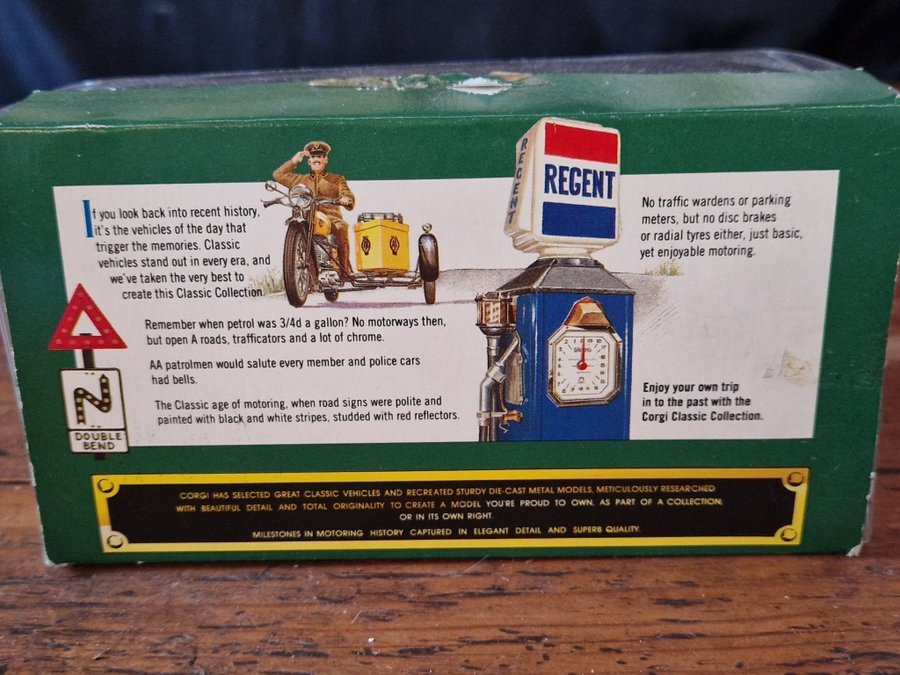 If you look back into recent history,
it's the vehicles of the day that
trigger the memories. Classic
vehicles stand out in every era, and
we've taken the very best to
create this Classic Collection.
Remember when petrol was 3/4d a gallon? No motorways then,
but open A roads, trafficators and a lot of chrome.
AA patrolmen would salute every member and police cars
had bells.
The Classic age of motoring, when road signs were polite and
painted with black and white stripes, studded with red reflectors.
DOUBLE
BEND
REGENT
REGENT
No traffic wardens or parking
meters, but no disc brakes
or radial tyres either, just basic,
yet enjoyable motoring.
Enjoy your own trip
in to the past with the
Corgi Classic Collection.
CORGI HAS SELECTED GREAT CLASSIC VEHICLES AND RECREATED STURDY DIE-CAST METAL MODELS. METICULOUSLY RESEARCHED
WITH BEAUTIFUL DETAIL AND TOTAL ORIGINALITY TO CREATE A MODEL YOU'RE PROUD TO OWN, AS PART OF A COLLECTION,
OR IN ITS OWN RIGHT.
MILESTONES IN MOTORING HISTORY CAPTURED IN ELEGANT DETAIL AND SUPERB QUALITY.